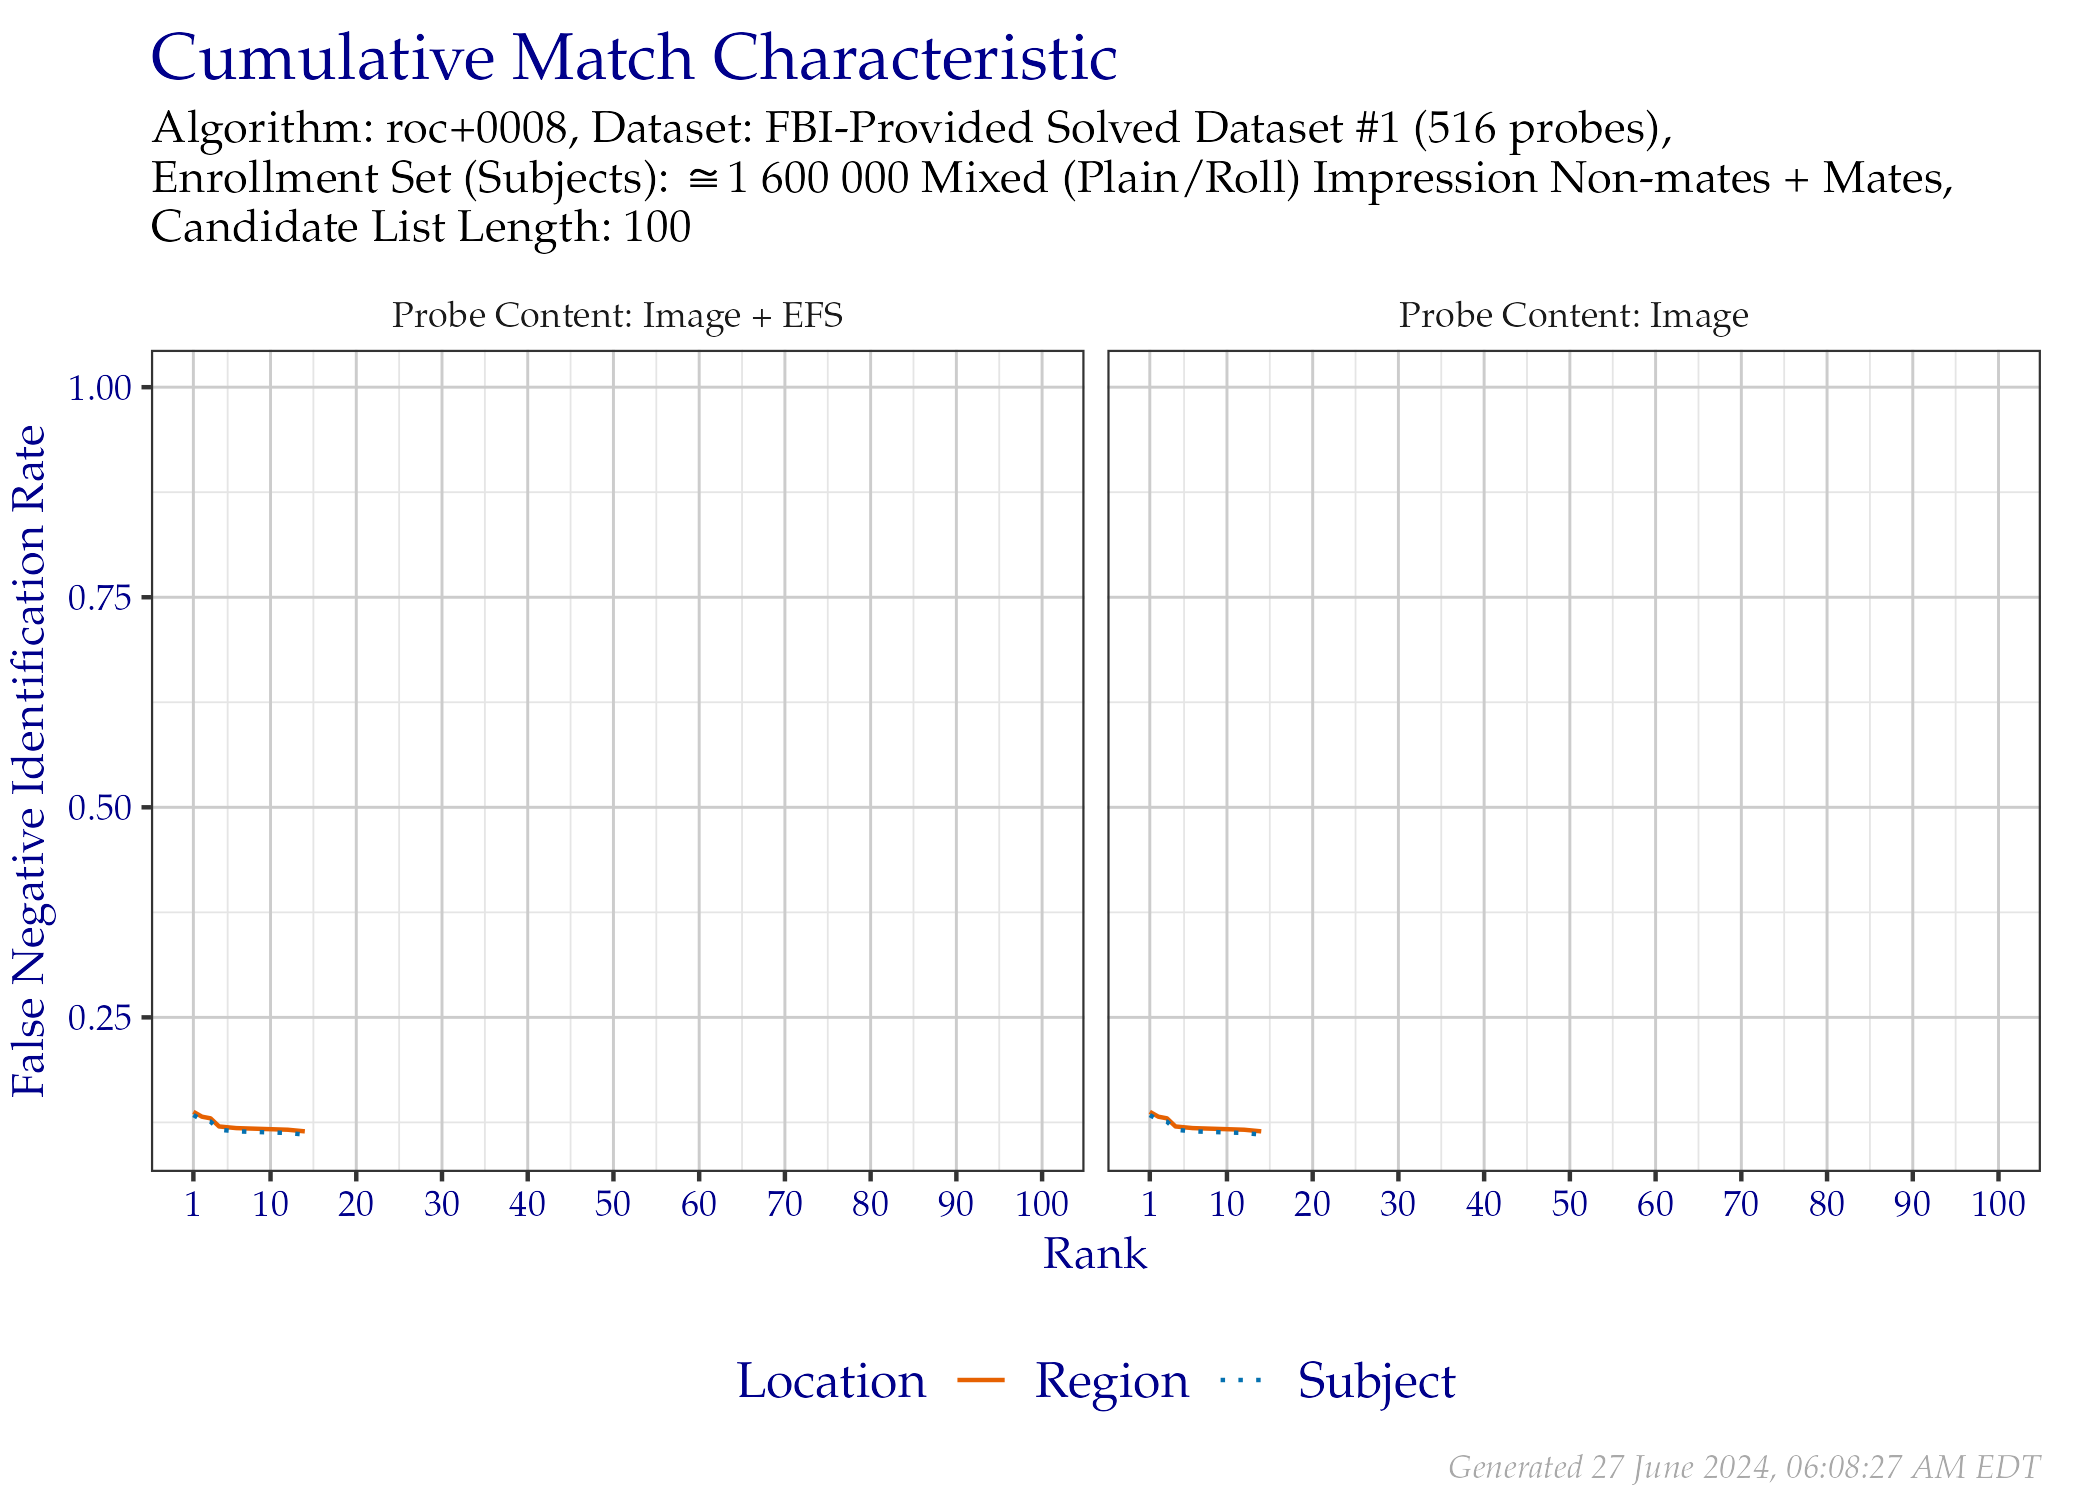 Cumulative Match Characteristic
Algorithm: roc+0008, Dataset: FBI-Provided Solved Dataset #1 (516 probes),
Enrollment Set (Subjects): ≅ 1 600 000 Mixed (Plain/Roll) Impression Non-mates + Mates,
Candidate List Length: 100
Probe Content: Image + EFS
Probe Content: Image
False Negative Identification Rate
1.00
0.75
0.50
0.25
1 10 20 30 40 50 60 70 80 90 100
1 10 20 30 40 50 60 70 80 90 100
Rank
Location Region Subject
Generated 27 June 2024, 06:08:27 AM EDT